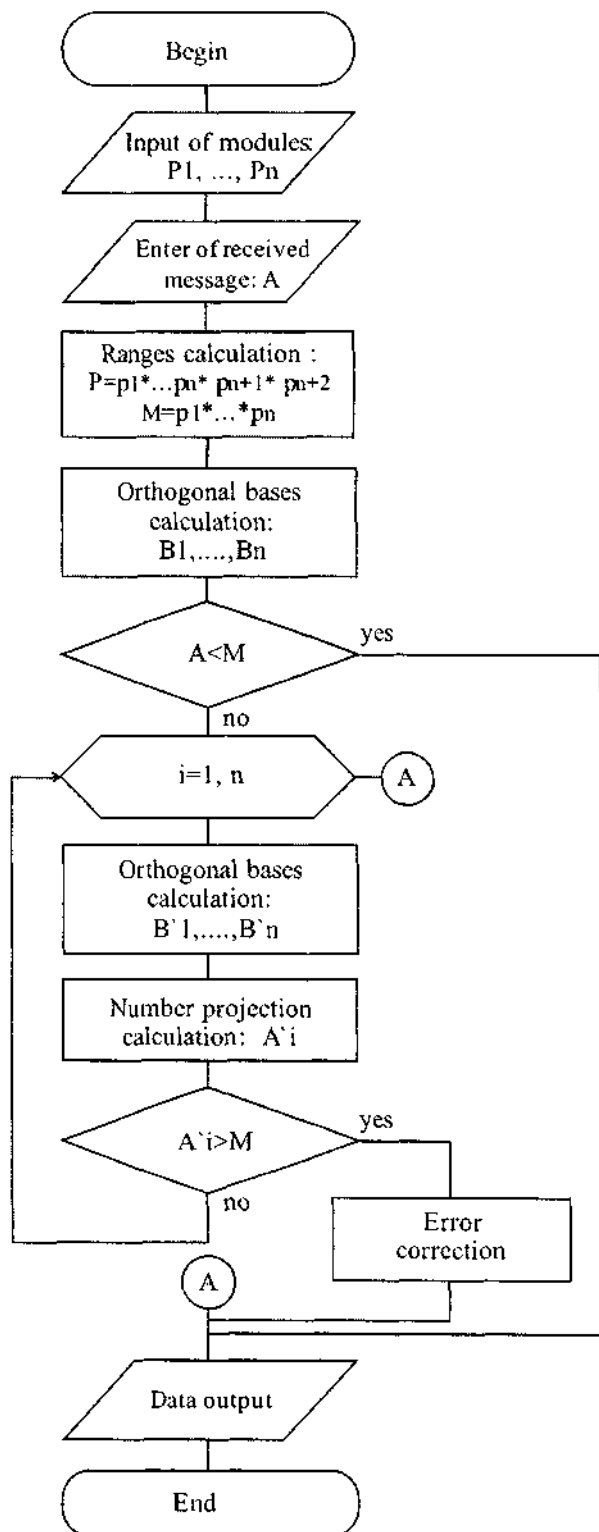 Begin
Input of modules:
P1, ..., Pn
Enter of received
message: A
Ranges calculation :
P=p1*...pn* pn+1* pn+2
M=p1*...*pn
Orthogonal bases
calculation:
B1,....,Bn
A<M
yes
no
i=1, n
A
Orthogonal bases
calculation:
B`1,....,B`n
Number projection
calculation: A`i
A`i>M
yes
no
Error
correction
A
Data output
End